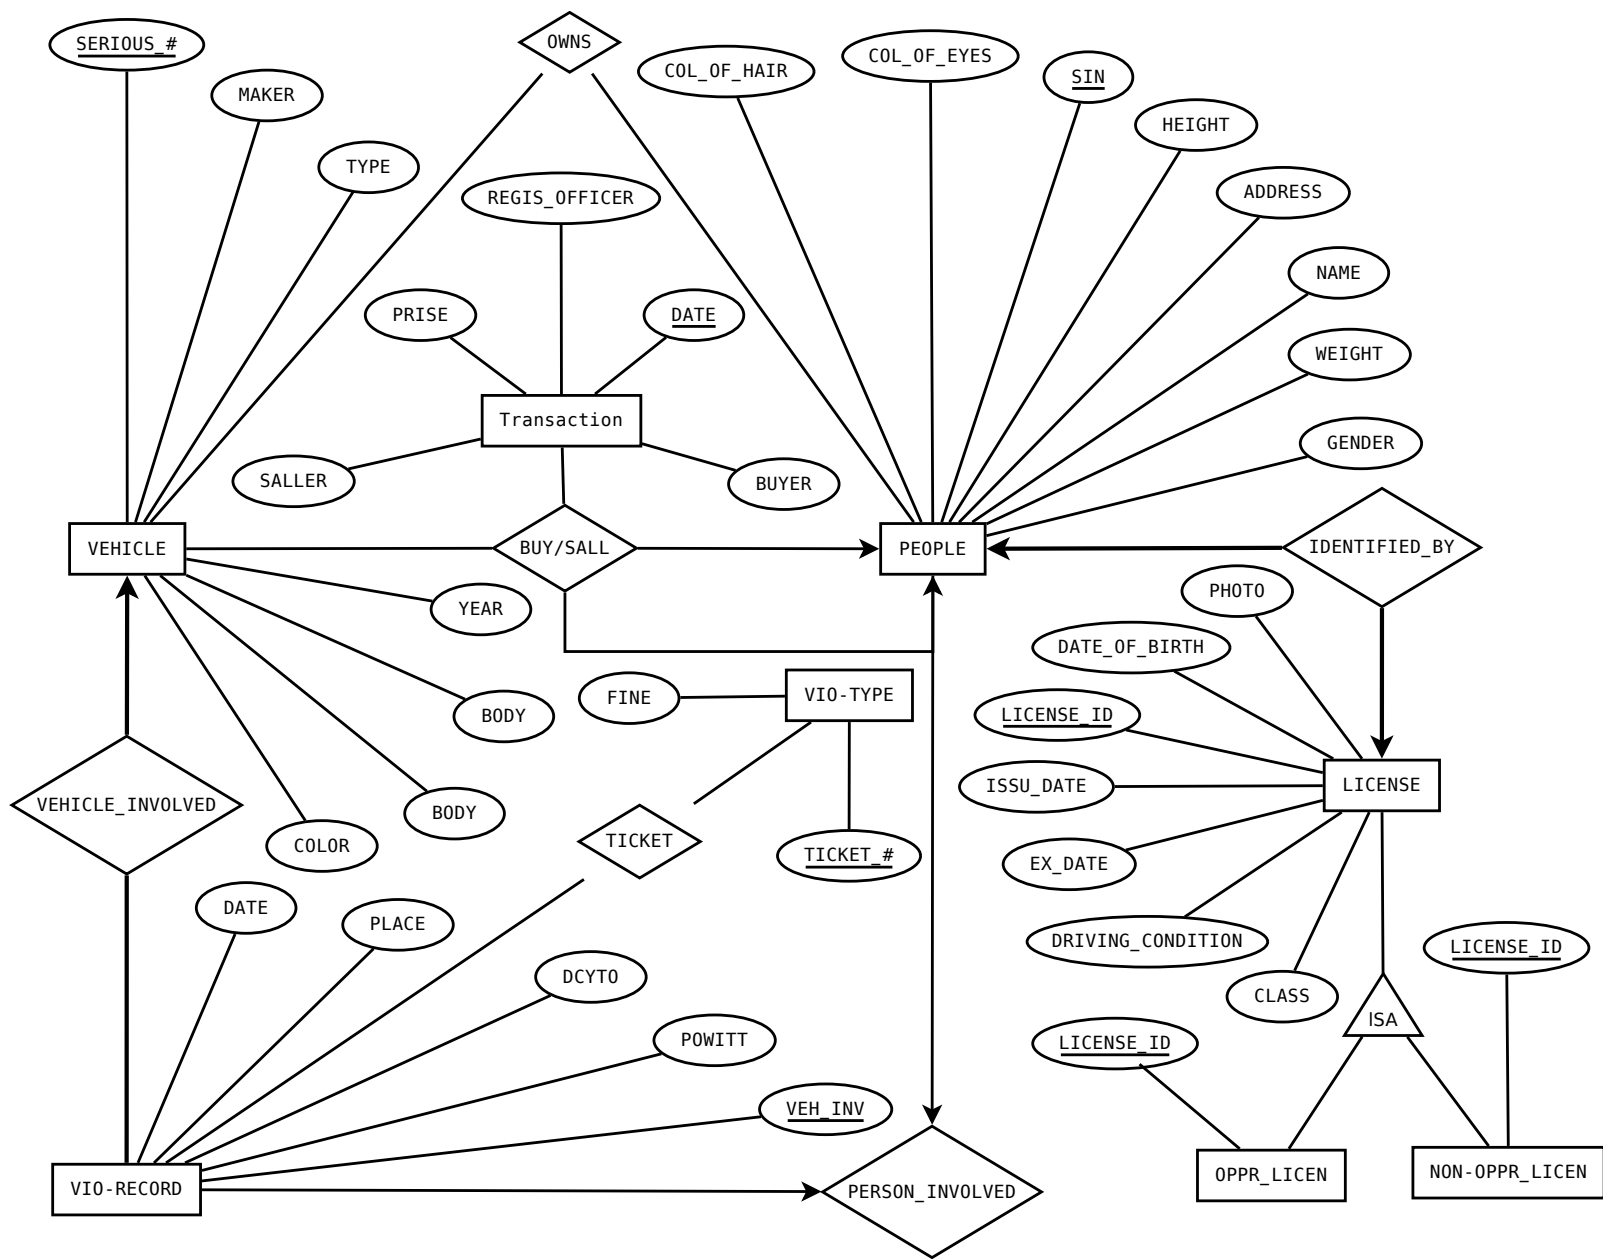 SERIOUS_#
OWNS
COL_OF_HAIR
COL_OF_EYES
SIN
MAKER
HEIGHT
TYPE
REGIS_OFFICER
ADDRESS
NAME
PRISE
DATE
WEIGHT
Transaction
GENDER
SALLER
BUYER
VEHICLE
BUY/SALL
PEOPLE
IDENTIFIED_BY
YEAR
PHOTO
DATE_OF_BIRTH
FINE
VIO-TYPE
BODY
LICENSE_ID
ISSU_DATE
LICENSE
VEHICLE_INVOLVED
BODY
COLOR
TICKET
TICKET_#
EX_DATE
DATE
PLACE
DRIVING_CONDITION
LICENSE_ID
DCYTO
CLASS
ISA
POWITT
LICENSE_ID
VEH_INV
VIO-RECORD
PERSON_INVOLVED
OPPR_LICEN
NON-OPPR_LICEN